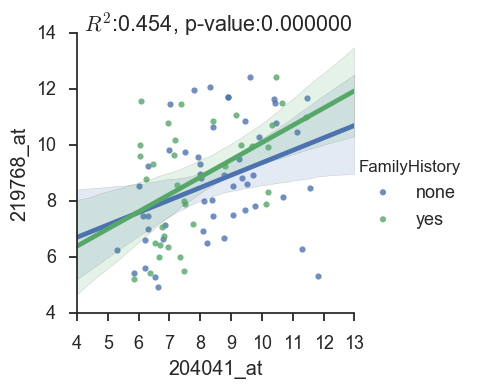 R²:0.454, p-value:0.000000
14
12
10
8
6
4
219768_at
4 5 6 7 8 9 10 11 12 13
204041_at
FamilyHistory
none
yes